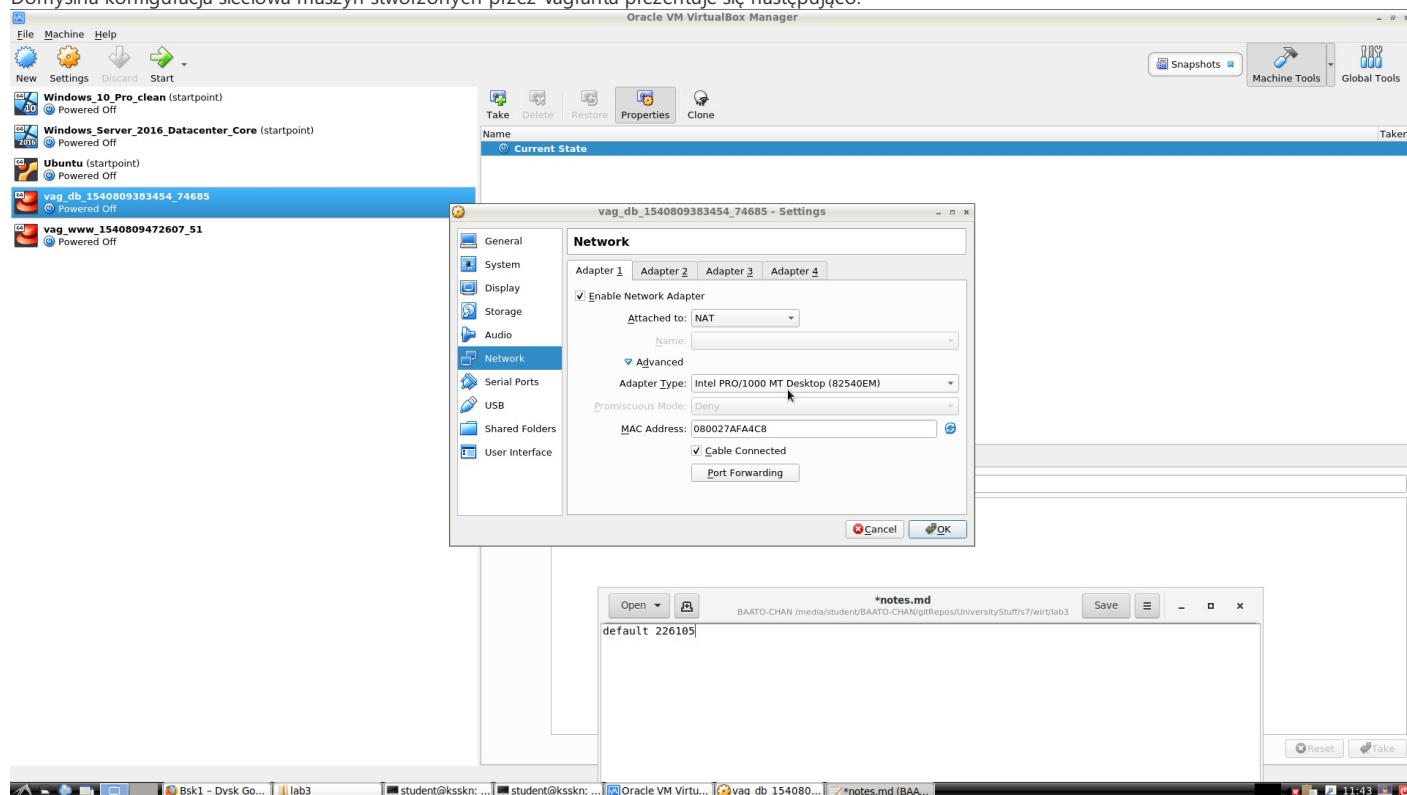 Domyślna konfiguracja sieciowa maszyn stworzonych przez Vagranta prezentuje się następująco:
Oracle VM VirtualBox Manager
File Machine Help
New Settings Discard Start
Snapshots
Machine Tools Global Tools
Windows_10_Pro_clean (startpoint)
Powered Off
Windows_Server_2016_Datacenter_Core (startpoint)
Powered Off
Ubuntu (startpoint)
Powered Off
vag_db_1540809383454_74685
Powered Off
vag_www_1540809472607_51
Powered Off
Take Delete Restore Properties Clone
Name Taken
Current State
vag_db_1540809383454_74685 - Settings
General
System
Display
Storage
Audio
Network
Serial Ports
USB
Shared Folders
User Interface
Network
Adapter 1 Adapter 2 Adapter 3 Adapter 4
Enable Network Adapter
Attached to: NAT
Name:
Advanced
Adapter Type: Intel PRO/1000 MT Desktop (82540EM)
Promiscuous Mode: Deny
MAC Address: 080027AFA4C8
Cable Connected
Port Forwarding
Cancel OK
Open *notes.md Save
BAATO-CHAN /media/student/BAATO-CHAN/gitRepos/UniversityStuff/s7/wirt/lab3
default 226105
Reset Take
Bsk1 - Dysk Go... lab3 student@ksskn: ... student@ksskn: ... Oracle VM Virtu... vag_db_154080... *notes.md (BAA... 11:43